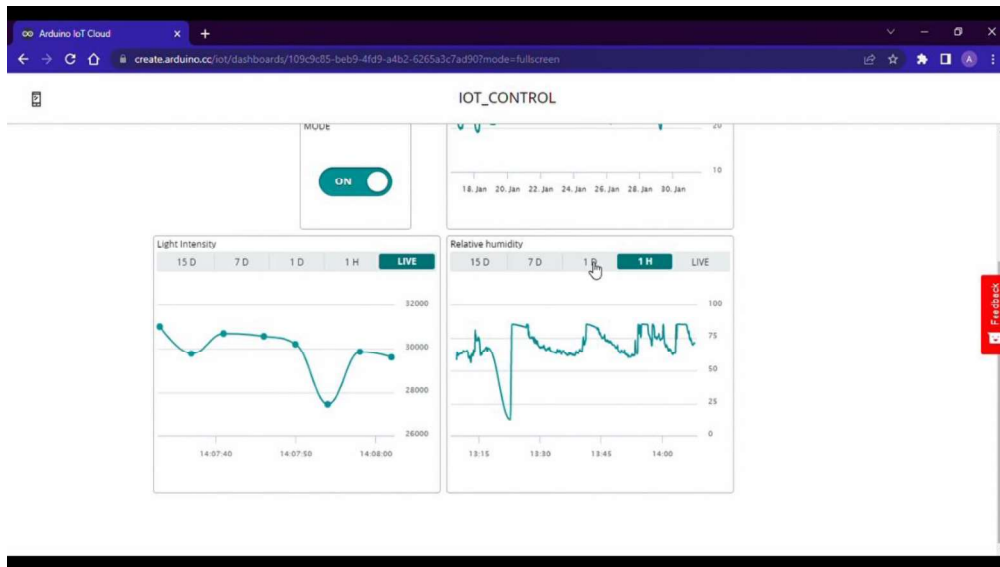 Arduino IoT Cloud
create.arduino.cc/iot/dashboards/109c9c85-beb9-4fd9-a4b2-6265a3c7ad90?mode=fullscreen
A
IOT_CONTROL
MODE
ON
20
10
18. Jan 20. Jan 22. Jan 24. Jan 26. Jan 28. Jan 30. Jan
Light Intensity
15 D 7 D 1 D 1 H LIVE
32000
30000
28000
26000
14:07:40 14:07:50 14:08:00
Relative humidity
15 D 7 D 1 D 1 H LIVE
100
75
50
25
0
13:15 13:30 13:45 14:00
Feedback